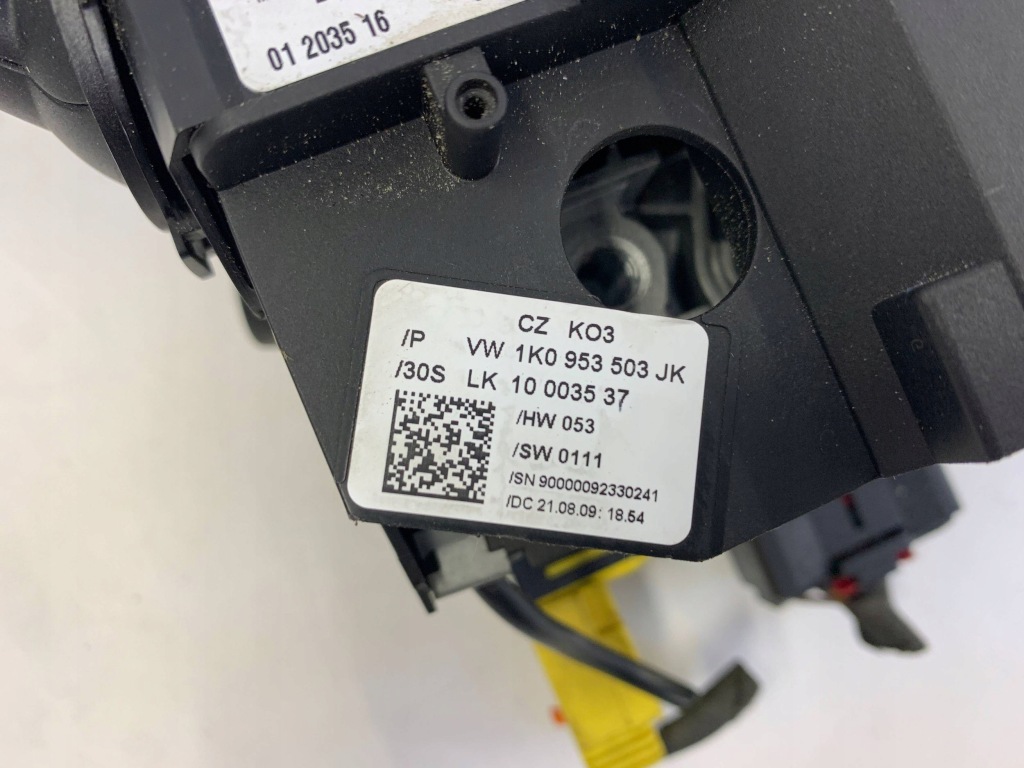 01 2035 16
CZ KO3
/P VW 1K0 953 503 JK
/30S LK 10 0035 37
/HW 053
/SW 0111
/SN 90000092330241
/DC 21.08.09: 18.54